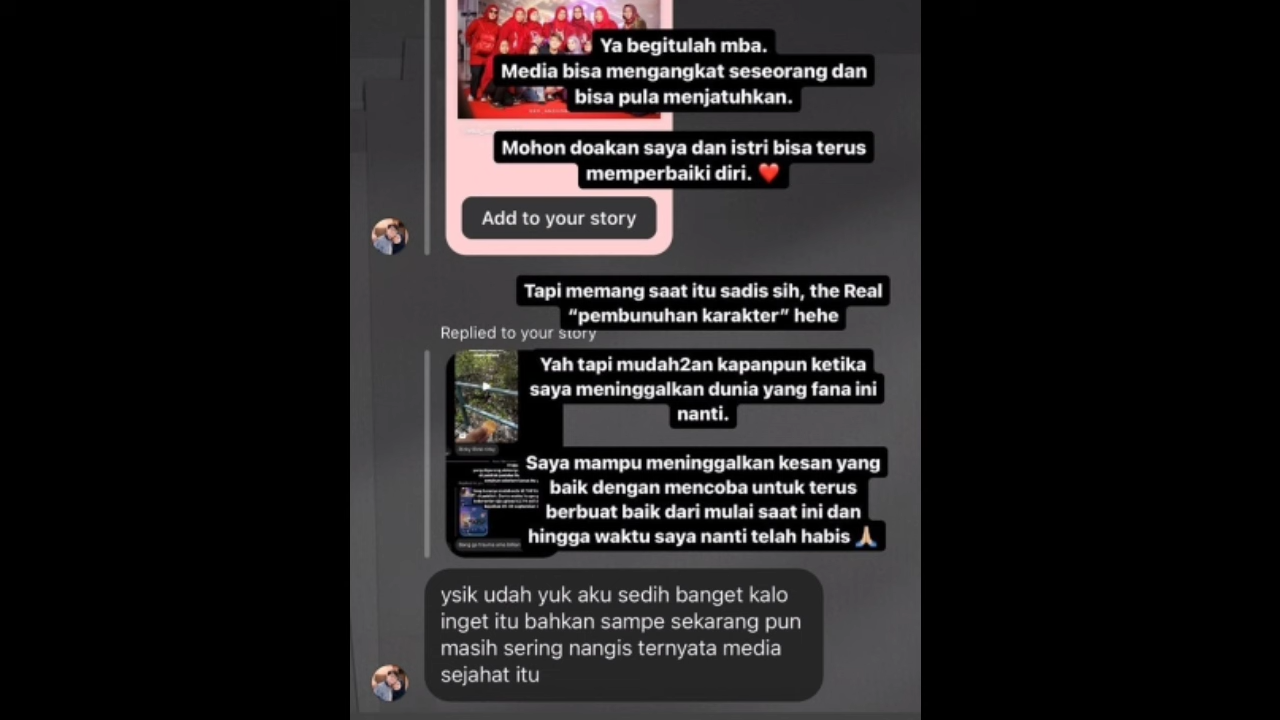 Ya begitulah mba.
Media bisa mengangkat seseorang dan
bisa pula menjatuhkan.
Mohon doakan saya dan istri bisa terus
memperbaiki diri. ❤️
Add to your story
Tapi memang saat itu sadis sih, the Real
“pembunuhan karakter” hehe
Replied to your story
Yah tapi mudah2an kapanpun ketika
saya meninggalkan dunia yang fana ini
nanti.
Saya mampu meninggalkan kesan yang
baik dengan mencoba untuk terus
berbuat baik dari mulai saat ini dan
hingga waktu saya nanti telah habis 🙏🏼
ysik udah yuk aku sedih banget kalo
inget itu bahkan sampe sekarang pun
masih sering nangis ternyata media
sejahat itu